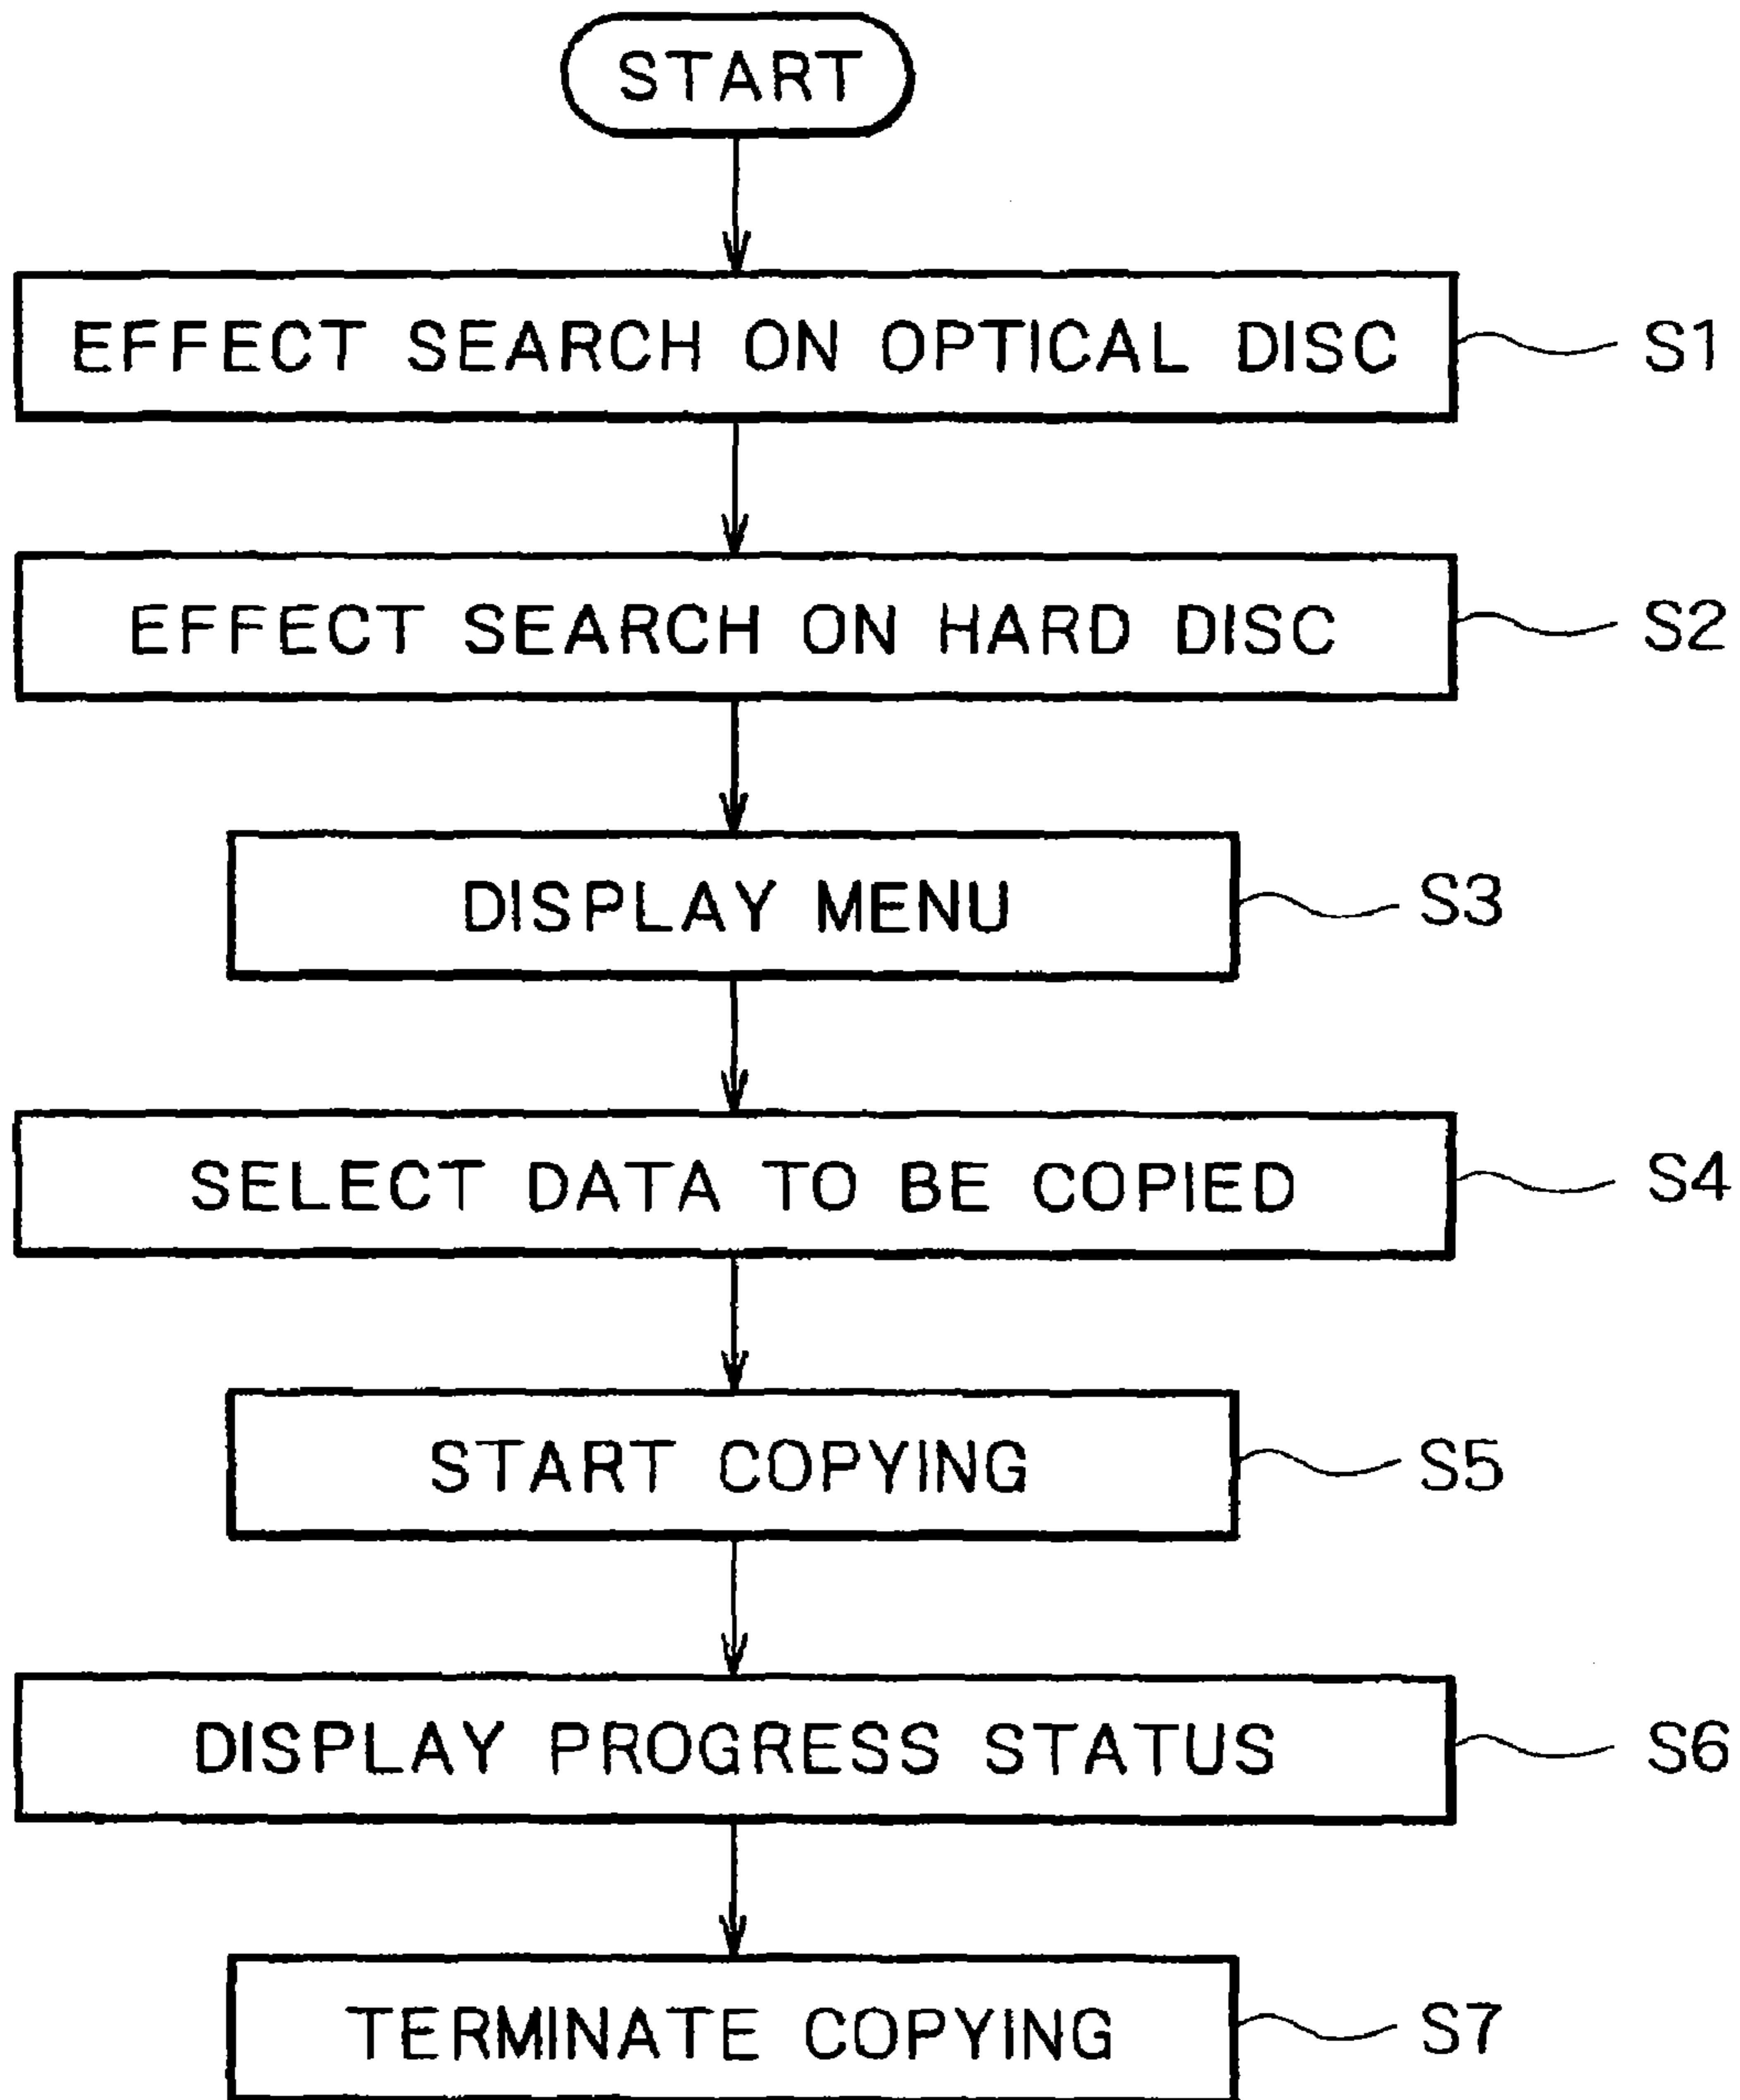 START
EFFECT SEARCH ON OPTICAL DISC S1
EFFECT SEARCH ON HARD DISC S2
DISPLAY MENU S3
SELECT DATA TO BE COPIED S4
START COPYING S5
DISPLAY PROGRESS STATUS S6
TERMINATE COPYING S7